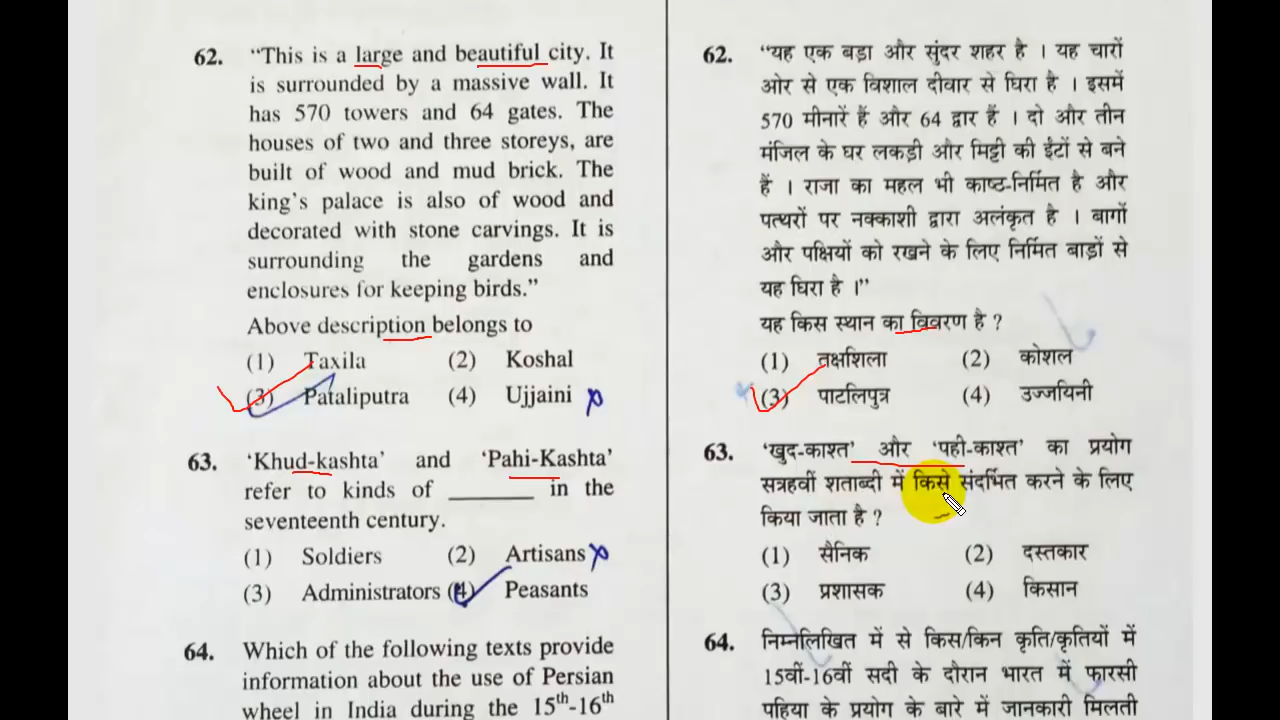 62. “This is a large and beautiful city. It
is surrounded by a massive wall. It
has 570 towers and 64 gates. The
houses of two and three storeys, are
built of wood and mud brick. The
king’s palace is also of wood and
decorated with stone carvings. It is
surrounding the gardens and
enclosures for keeping birds.”
Above description belongs to
(1) Taxila (2) Koshal
(3) Pataliputra (4) Ujjaini
63. ‘Khud-kashta’ and ‘Pahi-Kashta’
refer to kinds of ________ in the
seventeenth century.
(1) Soldiers (2) Artisans
(3) Administrators (4) Peasants
64. Which of the following texts provide
information about the use of Persian
wheel in India during the 15th-16th
62. “यह एक बड़ा और सुंदर शहर है । यह चारों
ओर से एक विशाल दीवार से घिरा है । इसमें
570 मीनारें हैं और 64 द्वार हैं । दो और तीन
मंजिल के घर लकड़ी और मिट्टी की ईंटों से बने
हैं । राजा का महल भी काष्ठ-निर्मित है और
पत्थरों पर नक्काशी द्वारा अलंकृत है । बागों
और पक्षियों को रखने के लिए निर्मित बाड़ों से
यह घिरा है ।”
यह किस स्थान का विवरण है ?
(1) तक्षशिला (2) कोशल
(3) पाटलिपुत्र (4) उज्जयिनी
63. ‘खुद-काश्त’ और ‘पही-काश्त’ का प्रयोग
सत्रहवीं शताब्दी में किसे संदर्भित करने के लिए
किया जाता है ?
(1) सैनिक (2) दस्तकार
(3) प्रशासक (4) किसान
64. निम्नलिखित में से किस/किन कृति/कृतियों में
15वीं-16वीं सदी के दौरान भारत में फारसी
पहिया के प्रयोग के बारे में जानकारी मिलती